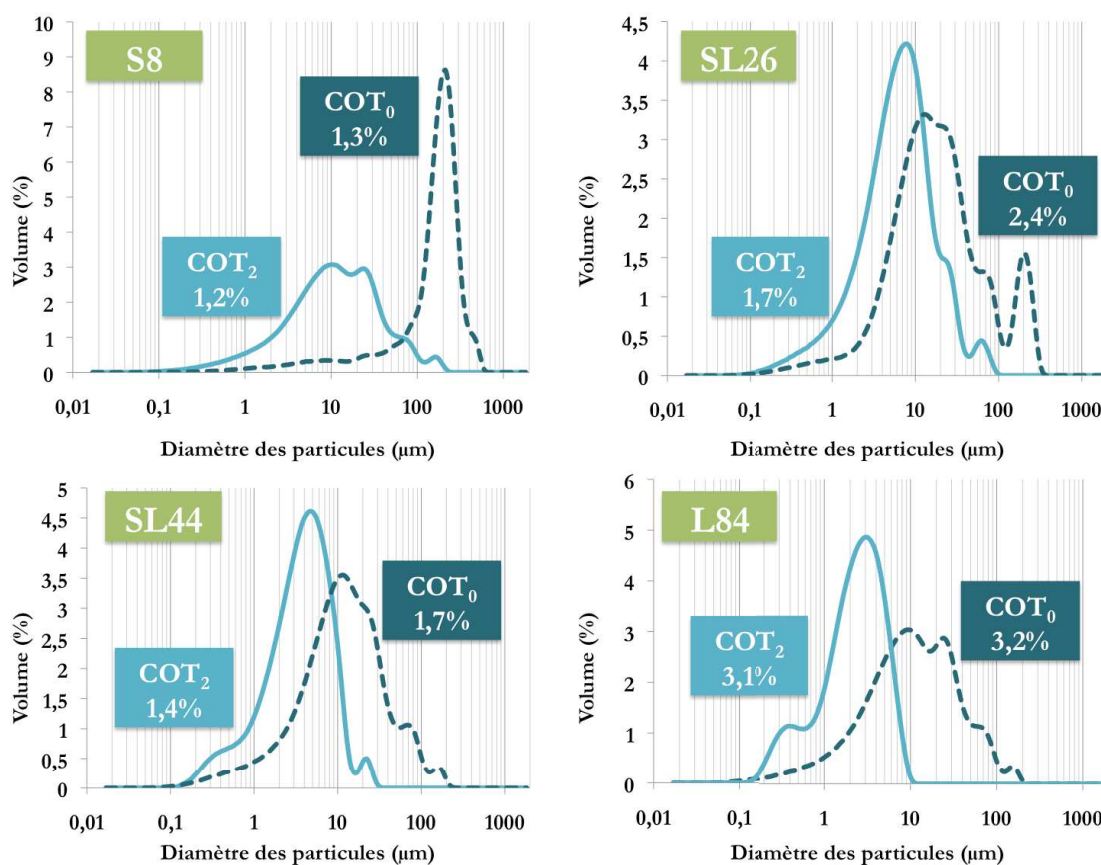 S8
COT0
1,3%
COT2
1,2%
Volume (%)
10
9
8
7
6
5
4
3
2
1
0
0,01 0,1 1 10 100 1000
Diamètre des particules (µm)
SL26
COT0
2,4%
COT2
1,7%
Volume (%)
4,5
4
3,5
3
2,5
2
1,5
1
0,5
0
0,01 0,1 1 10 100 1000
Diamètre des particules (µm)
SL44
COT0
1,7%
COT2
1,4%
Volume (%)
5
4,5
4
3,5
3
2,5
2
1,5
1
0,5
0
0,01 0,1 1 10 100 1000
Diamètre des particules (µm)
L84
COT0
3,2%
COT2
3,1%
Volume (%)
6
5
4
3
2
1
0
0,01 0,1 1 10 100 1000
Diamètre des particules (µm)